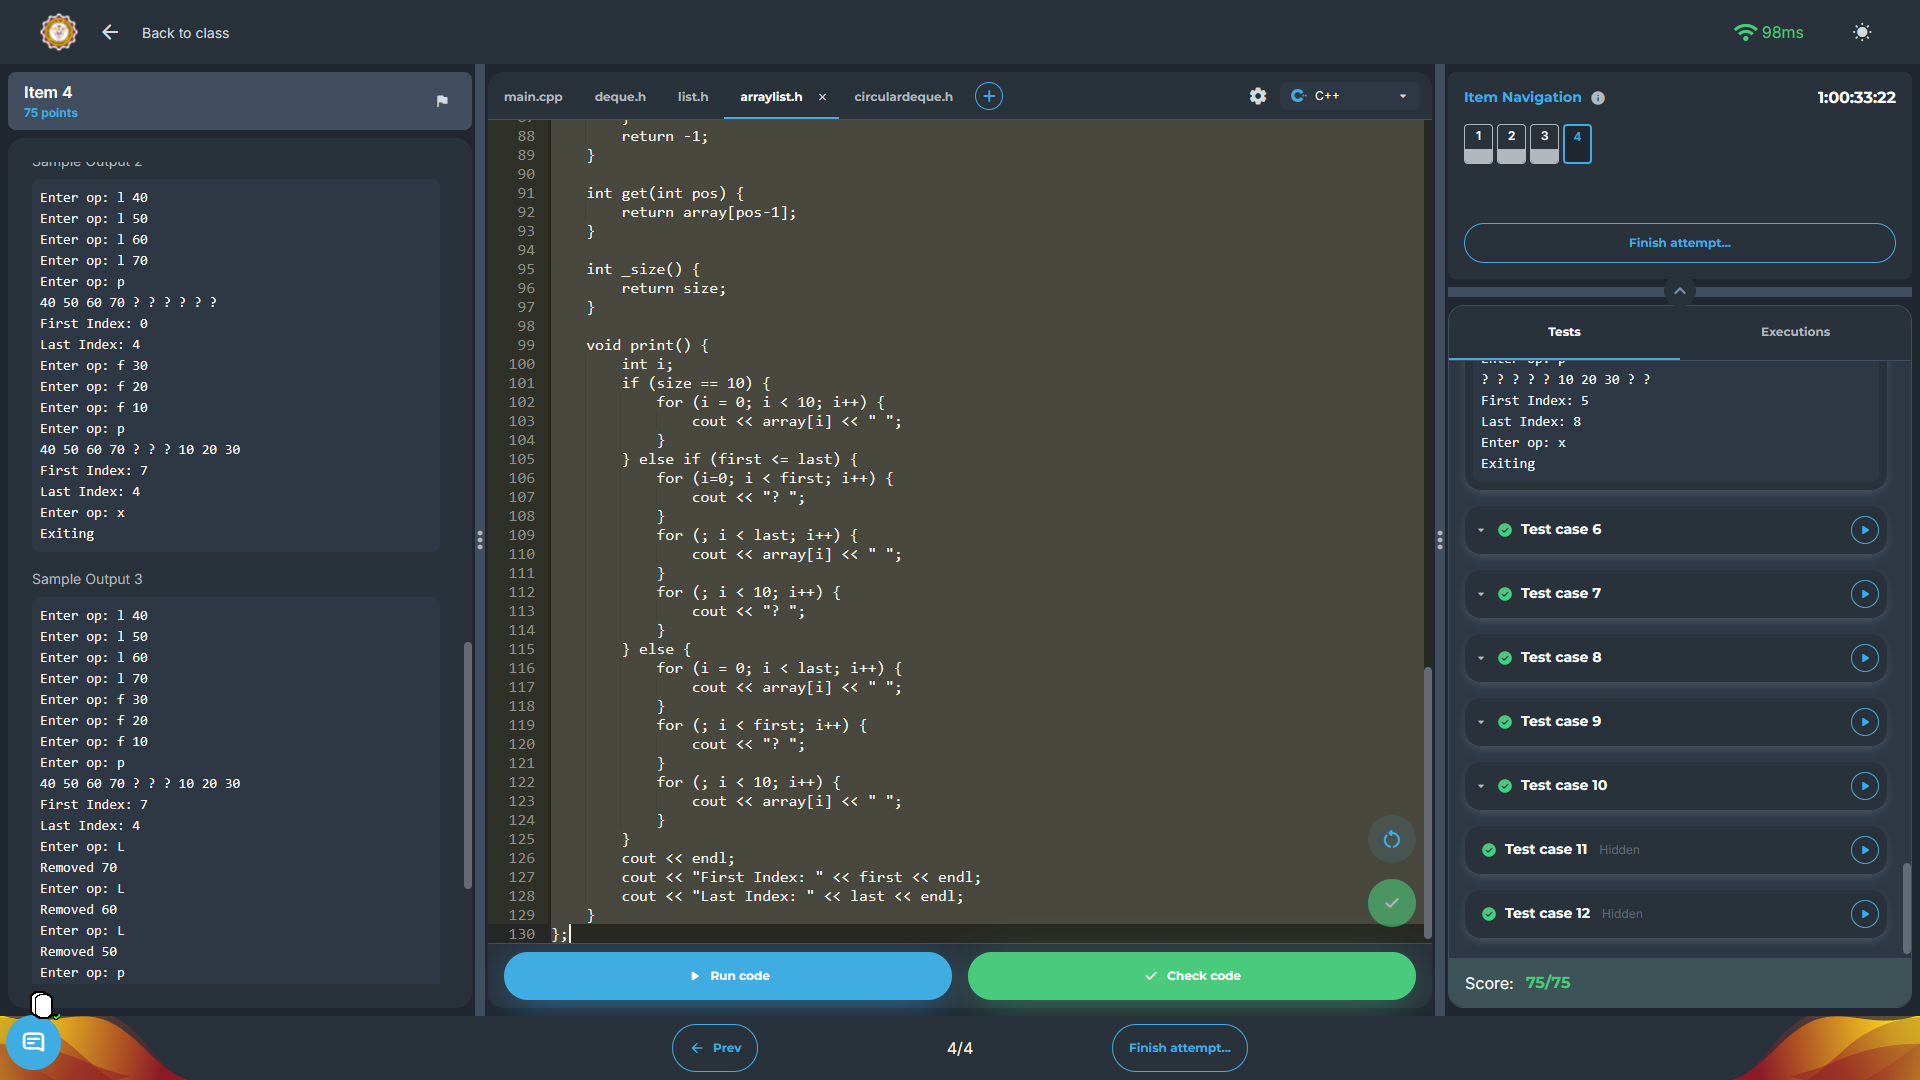 Back to class
98ms
Item 4
75 points
Sample Output 2
Enter op: l 40
Enter op: l 50
Enter op: l 60
Enter op: l 70
Enter op: p
40 50 60 70 ? ? ? ? ? ?
First Index: 0
Last Index: 4
Enter op: f 30
Enter op: f 20
Enter op: f 10
Enter op: p
40 50 60 70 ? ? ? 10 20 30
First Index: 7
Last Index: 4
Enter op: x
Exiting
Sample Output 3
Enter op: l 40
Enter op: l 50
Enter op: l 60
Enter op: l 70
Enter op: f 30
Enter op: f 20
Enter op: f 10
Enter op: p
40 50 60 70 ? ? ? 10 20 30
First Index: 7
Last Index: 4
Enter op: L
Removed 70
Enter op: L
Removed 60
Enter op: L
Removed 50
Enter op: p
main.cpp deque.h list.h arraylist.h × circulardeque.h +
C++
87 }
88 return -1;
89 }
90
91 int get(int pos) {
92 return array[pos-1];
93 }
94
95 int _size() {
96 return size;
97 }
98
99 void print() {
100 int i;
101 if (size == 10) {
102 for (i = 0; i < 10; i++) {
103 cout << array[i] << " ";
104 }
105 } else if (first <= last) {
106 for (i=0; i < first; i++) {
107 cout << "? ";
108 }
109 for (; i < last; i++) {
110 cout << array[i] << " ";
111 }
112 for (; i < 10; i++) {
113 cout << "? ";
114 }
115 } else {
116 for (i = 0; i < last; i++) {
117 cout << array[i] << " ";
118 }
119 for (; i < first; i++) {
120 cout << "? ";
121 }
122 for (; i < 10; i++) {
123 cout << array[i] << " ";
124 }
125 }
126 cout << endl;
127 cout << "First Index: " << first << endl;
128 cout << "Last Index: " << last << endl;
129 }
130 };
Run code
Check code
Item Navigation
1:00:33:22
1 2 3 4
Finish attempt...
Tests Executions
Enter op: p
? ? ? ? ? 10 20 30 ? ?
First Index: 5
Last Index: 8
Enter op: x
Exiting
Test case 6
Test case 7
Test case 8
Test case 9
Test case 10
Test case 11 Hidden
Test case 12 Hidden
Score: 75/75
Prev
4/4
Finish attempt...